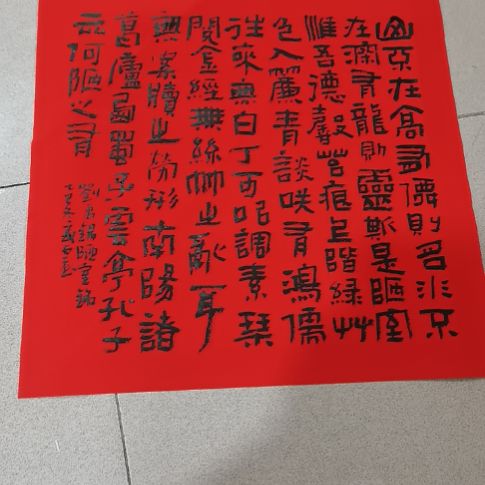 山不在高有僊則名水不
在深有龍則靈斯是陋室
惟吾德馨苔痕上階綠艸
色入簾青談咲有鴻儒
往來無白丁可以調素琴
閱金經無絲竹之亂耳
無案牘之勞形南陽諸
葛廬西蜀子雲亭孔子
云何陋之有
劉禹錫陋室銘